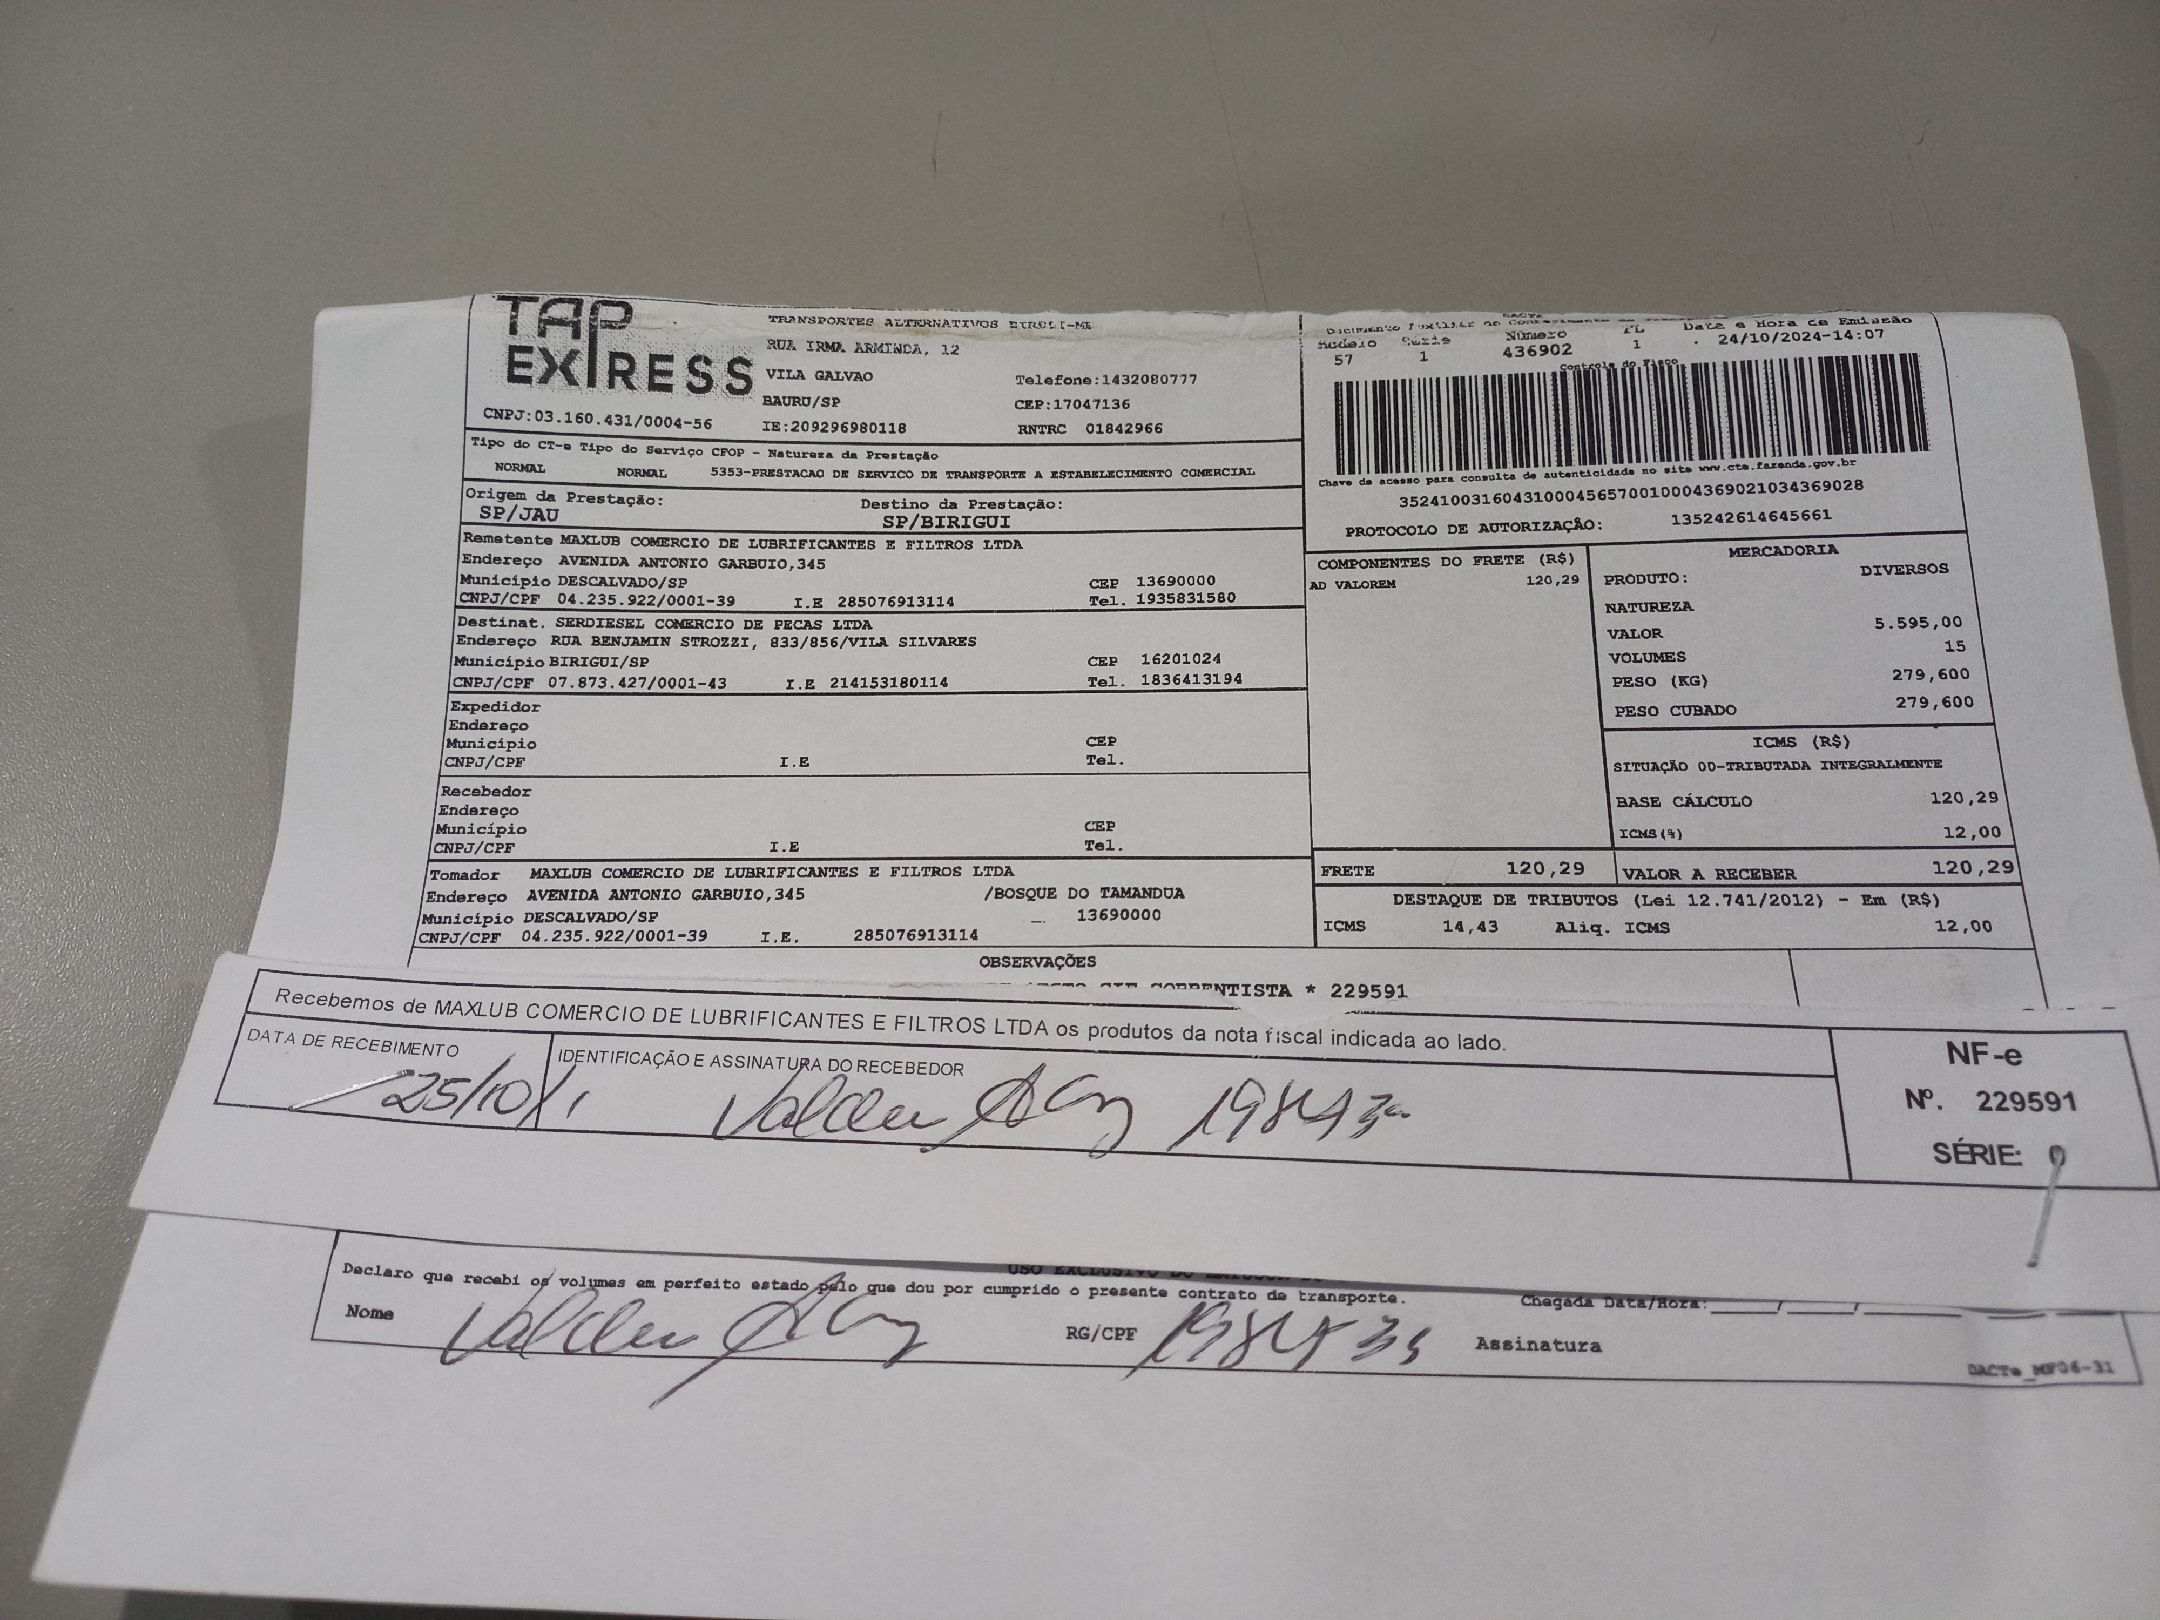 TAP EXPRESS
TRANSPORTES ALTERNATIVOS EIRELI-ME
RUA IRMA ARMINDA, 12
VILA GALVAO Telefone:1432080777
BAURU/SP CEP:17047136
CNPJ:03.160.431/0004-56 IE:209296980118 RNTRC 01842966
DACTE
Modelo Série Número FL Data e Hora de Emissão
57 1 436902 1 24/10/2024-14:07
Controle do Fisco
Chave de acesso para consulta de autenticidade no site www.cte.fazenda.gov.br
35241003160431000456570010004369021034369028
PROTOCOLO DE AUTORIZAÇÃO: 135242614645661
Tipo do CT-e Tipo do Serviço CFOP - Natureza da Prestação
NORMAL NORMAL 5353-PRESTACAO DE SERVICO DE TRANSPORTE A ESTABELECIMENTO COMERCIAL
Origem da Prestação: Destino da Prestação:
SP/JAU SP/BIRIGUI
Remetente MAXLUB COMERCIO DE LUBRIFICANTES E FILTROS LTDA
Endereço AVENIDA ANTONIO GARBUIO,345
Município DESCALVADO/SP CEP 13690000
CNPJ/CPF 04.235.922/0001-39 I.E 285076913114 Tel. 1935831580
Destinat. SERDIESEL COMERCIO DE PECAS LTDA
Endereço RUA BENJAMIN STROZZI, 833/856/VILA SILVARES
Município BIRIGUI/SP CEP 16201024
CNPJ/CPF 07.873.427/0001-43 I.E 214153180114 Tel. 1836413194
Expedidor
Endereço
Município CEP
CNPJ/CPF I.E Tel.
Recebedor
Endereço
Município CEP
CNPJ/CPF I.E Tel.
Tomador MAXLUB COMERCIO DE LUBRIFICANTES E FILTROS LTDA
Endereço AVENIDA ANTONIO GARBUIO,345 /BOSQUE DO TAMANDUA
Município DESCALVADO/SP 13690000
CNPJ/CPF 04.235.922/0001-39 I.E. 285076913114
COMPONENTES DO FRETE (R$)
AD VALOREM 120,29
MERCADORIA
PRODUTO: DIVERSOS
NATUREZA
VALOR 5.595,00
VOLUMES 15
PESO (KG) 279,600
PESO CUBADO 279,600
ICMS (R$)
SITUAÇÃO 00-TRIBUTADA INTEGRALMENTE
BASE CÁLCULO 120,29
ICMS(%) 12,00
FRETE 120,29 VALOR A RECEBER 120,29
DESTAQUE DE TRIBUTOS (Lei 12.741/2012) - Em (R$)
ICMS 14,43 Aliq. ICMS 12,00
OBSERVAÇÕES
CORRENTISTA * 229591
Recebemos de MAXLUB COMERCIO DE LUBRIFICANTES E FILTROS LTDA os produtos da nota fiscal indicada ao lado.
DATA DE RECEBIMENTO IDENTIFICAÇÃO E ASSINATURA DO RECEBEDOR
25/10/
NF-e
Nº. 229591
SÉRIE: 0
Declaro que recebi os volumes em perfeito estado pelo que dou por cumprido o presente contrato de transporte.
Chegada Data/Hora:
Nome RG/CPF Assinatura
DACTe_MP06-31